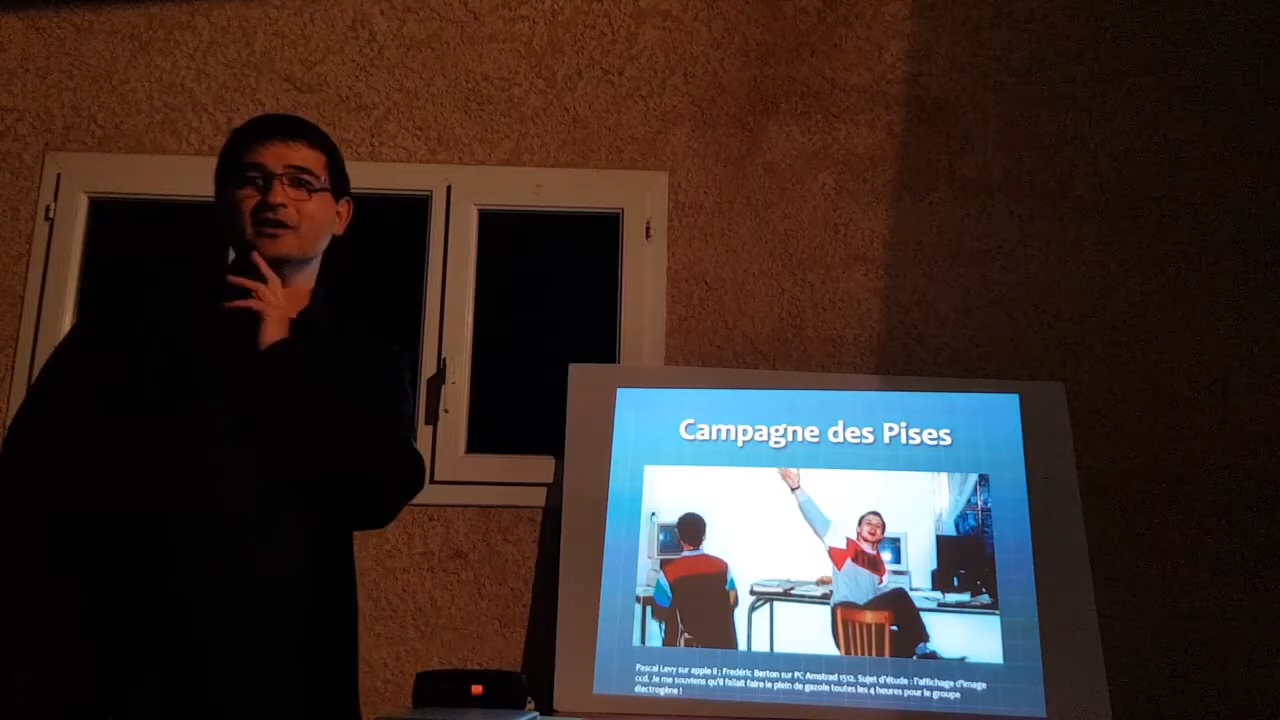 Campagne des Pises
Pascal Levy sur apple II ; Fredéric Berton sur PC Amstrad 1512. Sujet d'étude : l'affichage d'image
ccd. Je me souviens qu'il fallait faire le plein de gazole toutes les 4 heures pour le groupe
électrogène !